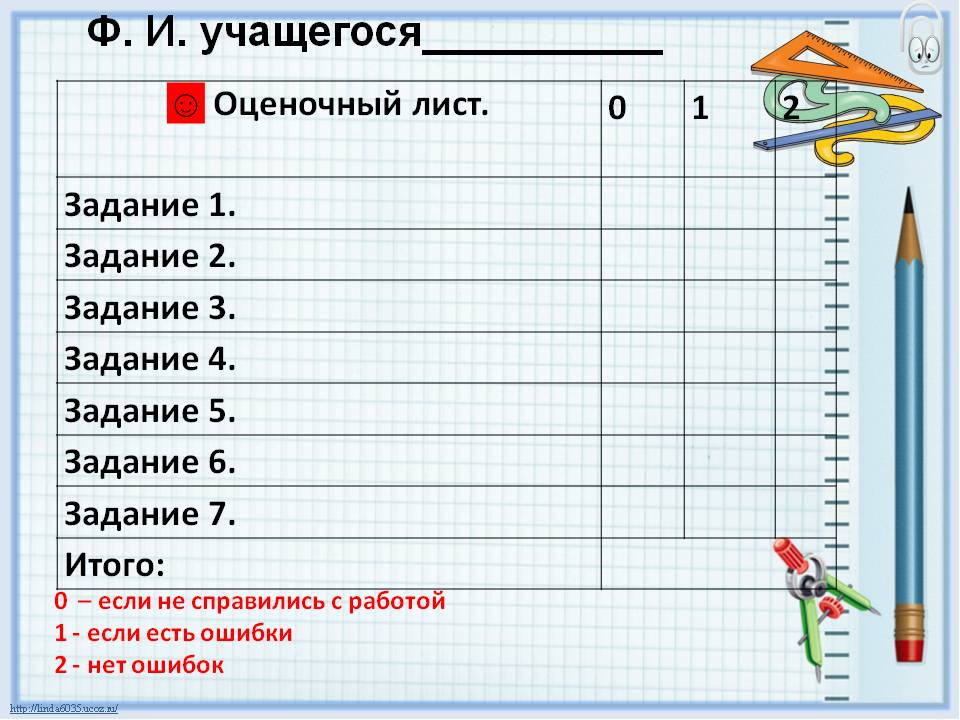 Ф. И. учащегося__________
☺ Оценочный лист. 0 1 2
Задание 1.
Задание 2.
Задание 3.
Задание 4.
Задание 5.
Задание 6.
Задание 7.
Итого:
0 – если не справились с работой
1 - если есть ошибки
2 - нет ошибок
http://linda6035.ucoz.ru/